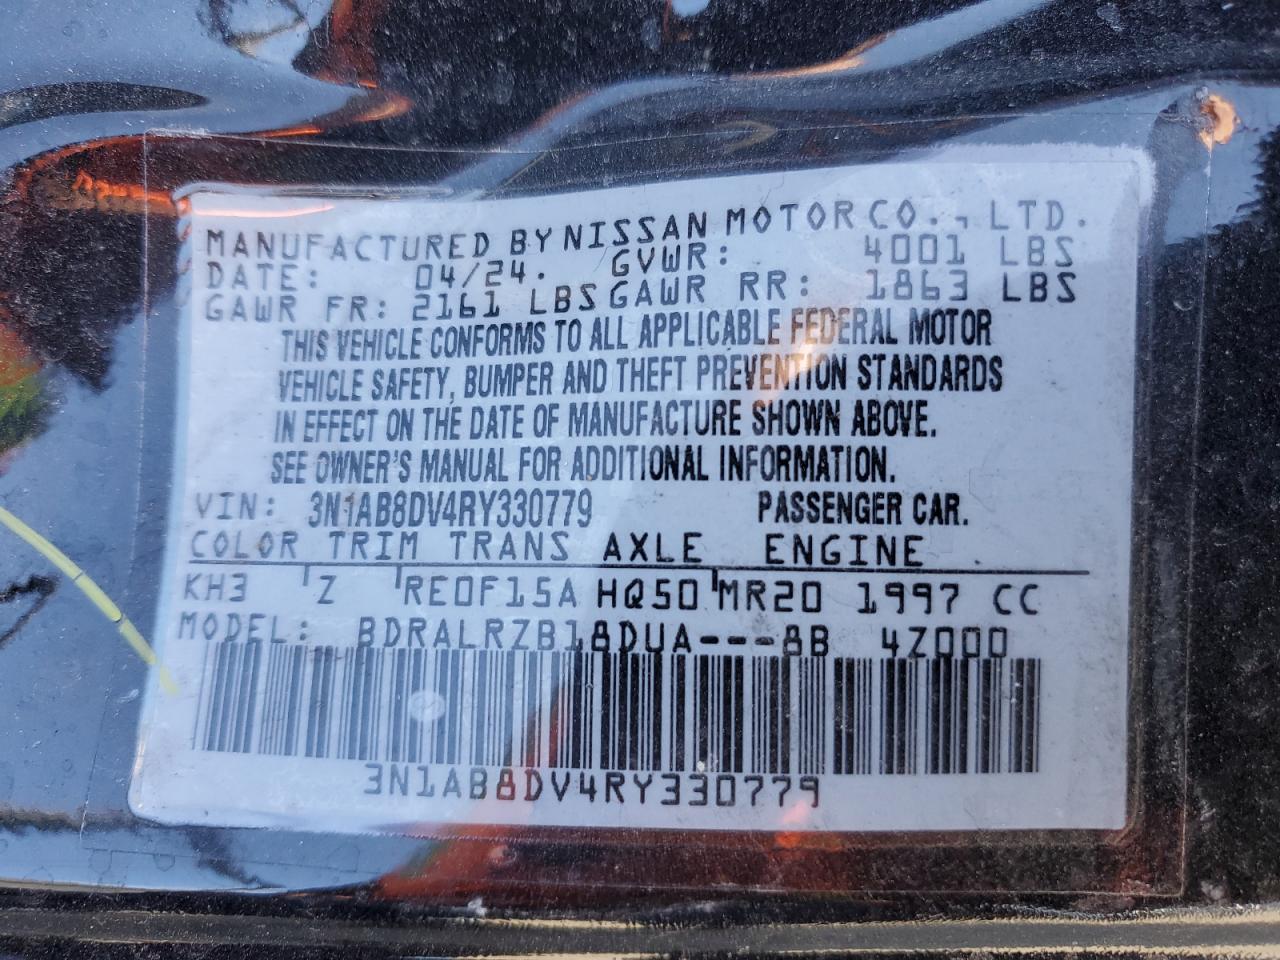 MANUFACTURED BY NISSAN MOTOR CO., LTD.
DATE: 04/24. GVWR: 4001 LBS
GAWR FR: 2161 LBS GAWR RR: 1863 LBS
THIS VEHICLE CONFORMS TO ALL APPLICABLE FEDERAL MOTOR
VEHICLE SAFETY, BUMPER AND THEFT PREVENTION STANDARDS
IN EFFECT ON THE DATE OF MANUFACTURE SHOWN ABOVE.
SEE OWNER'S MANUAL FOR ADDITIONAL INFORMATION.
VIN: 3N1AB8DV4RY330779 PASSENGER CAR.
COLOR TRIM TRANS AXLE ENGINE
KH3 Z RE0F15A HQ50 MR20 1997 CC
MODEL: BDRALRZB18DUA---8B 4Z000
3N1AB8DV4RY330779